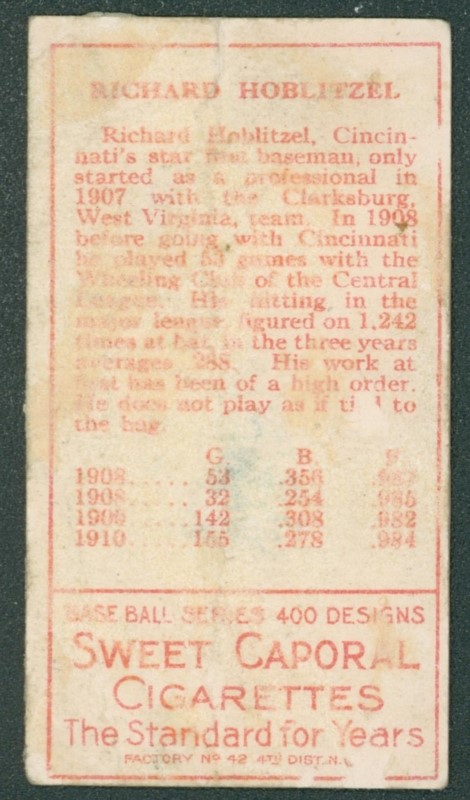 RICHARD HOBLITZEL
Richard Hoblitzel, Cincin-
nati's star first baseman, only
started as a professional in
1907 with the Clarksburg,
West Virginia, team. In 1908
before going with Cincinnati
he played 53 games with the
Wheeling Club of the Central
League. His hitting, in the
major league, figured on 1,242
times at bat, in the three years
averages .288. His work at
first has been of a high order.
He does not play as if tied to
the bag.
G. B. F.
1908...... 53 .356 .987
1908...... 32 .254 .985
1909...... 142 .308 .982
1910...... 155 .278 .984
BASE BALL SERIES 400 DESIGNS
SWEET CAPORAL
CIGARETTES
The Standard for Years
FACTORY Nº 42 4TH DIST. N.